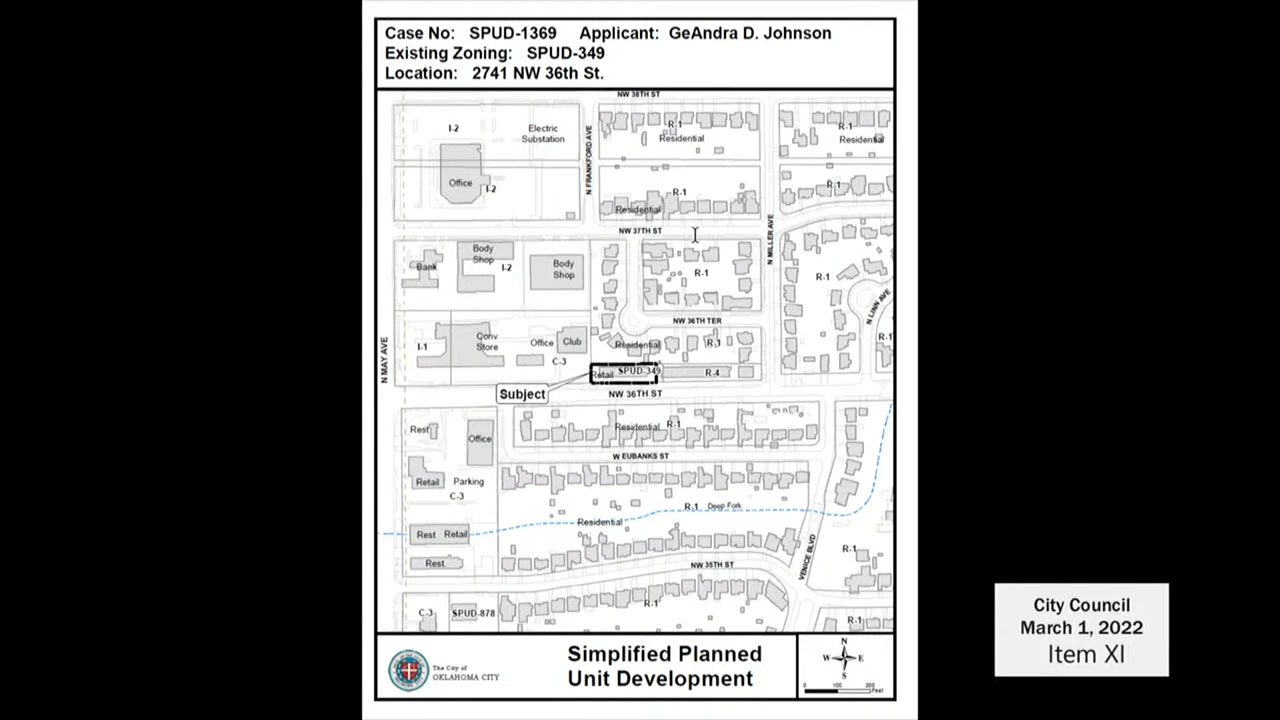 Case No: SPUD-1369 Applicant: GeAndra D. Johnson
Existing Zoning: SPUD-349
Location: 2741 NW 36th St.
NW 38TH ST
I-2
Electric
Substation
R-1
Residential
R-1
Residential
N FRANKFORD AVE
Office
I-2
R-1
Residential
R-1
NW 37TH ST
N MILLER AVE
Bank
Body
Shop
I-2
Body
Shop
R-1
R-1
N LINN AVE
NW 36TH TER
N MAY AVE
I-1
Conv
Store
Office
Club
C-3
Residential
R-1
R-1
Retail
SPUD-349
R-4
Subject
NW 36TH ST
Rest
Office
Residential
R-1
W EUBANKS ST
Retail
Parking
C-3
R-1
Deep Fork
Residential
Rest
Retail
Rest
NW 35TH ST
VENICE BLVD
R-1
C-3
SPUD-878
R-1
R-1
The City of
OKLAHOMA CITY
Simplified Planned
Unit Development
N
W
E
S
0 100 200
Feet
City Council
March 1, 2022
Item XI